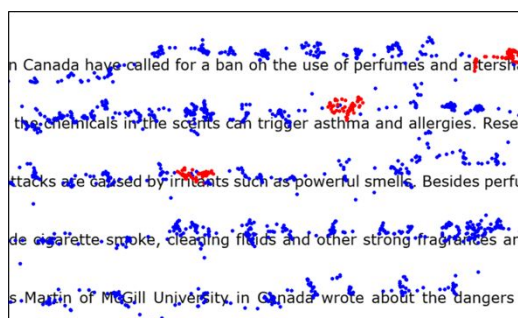 n Canada have called for a ban on the use of perfumes and aftersha
the chemicals in the scents can trigger asthma and allergies. Rese
ttacks are caused by irritants such as powerful smells. Besides perfu
de cigarette smoke, cleaning fluids and other strong fragrances an
s Martin of McGill University in Canada wrote about the dangers